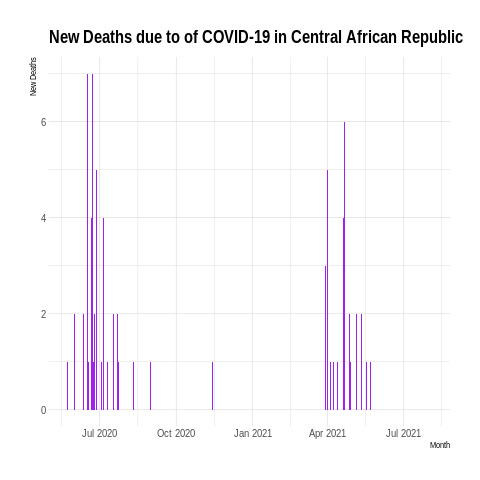 New Deaths due to of COVID-19 in Central African Republic
New Deaths
6
4
2
0
Jul 2020 Oct 2020 Jan 2021 Apr 2021 Jul 2021
Month